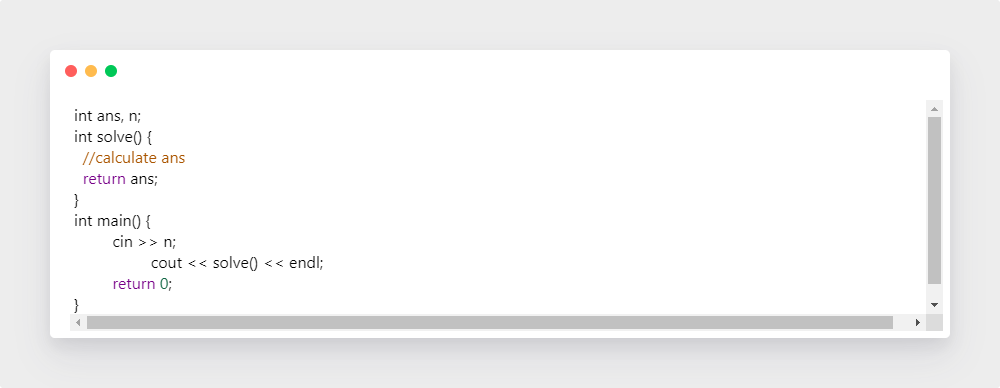 int ans, n;
int solve() {
  //calculate ans
  return ans;
}
int main() {
        cin >> n;
                cout << solve() << endl;
        return 0;
}